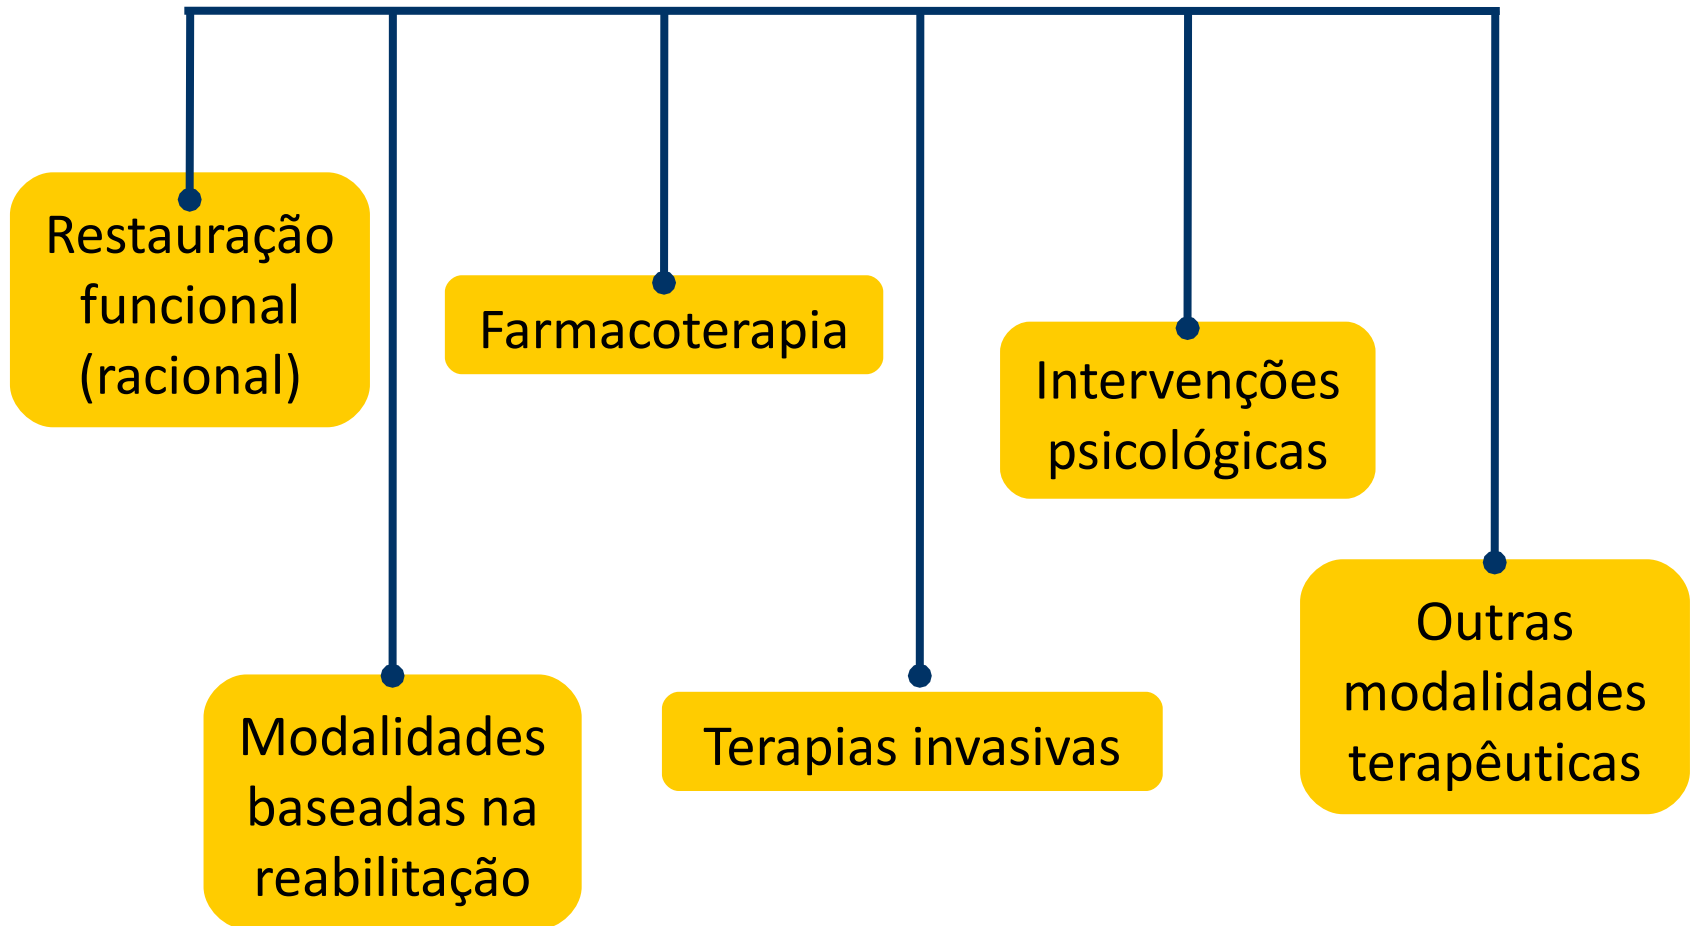 Restauração
funcional
(racional)
Farmacoterapia
Intervenções
psicológicas
Outras
modalidades
terapêuticas
Modalidades
baseadas na
reabilitação
Terapias invasivas